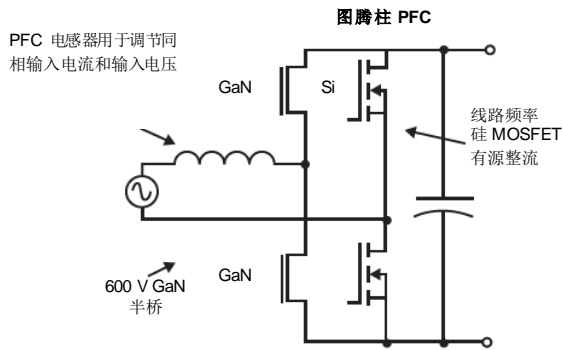 图腾柱 PFC
PFC 电感器用于调节同
相输入电流和输入电压
GaN
Si
线路频率
硅 MOSFET
有源整流
GaN
600 V GaN
半桥